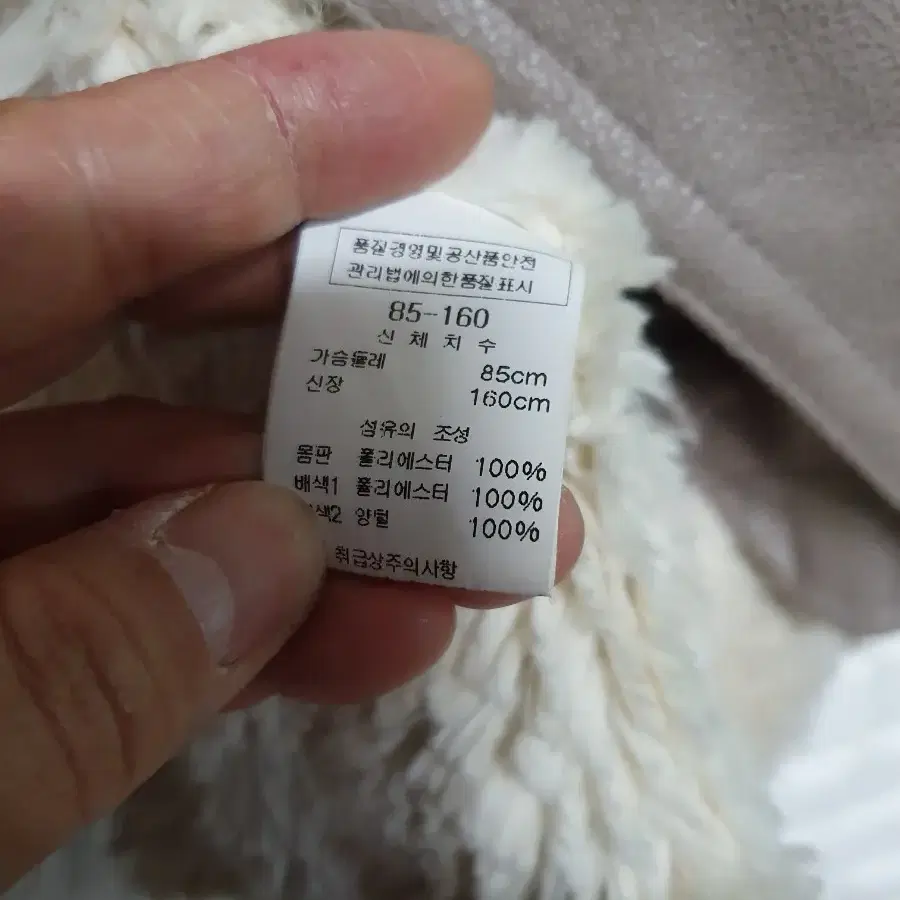 품질경영및공산품안전
관리법에의한품질표시
85-160
신 체 치 수
가슴둘레 85cm
신장 160cm
섬유의 조성
몸판 폴리에스터 100%
배색1 폴리에스터 100%
색2 양털 100%
취급상주의사항